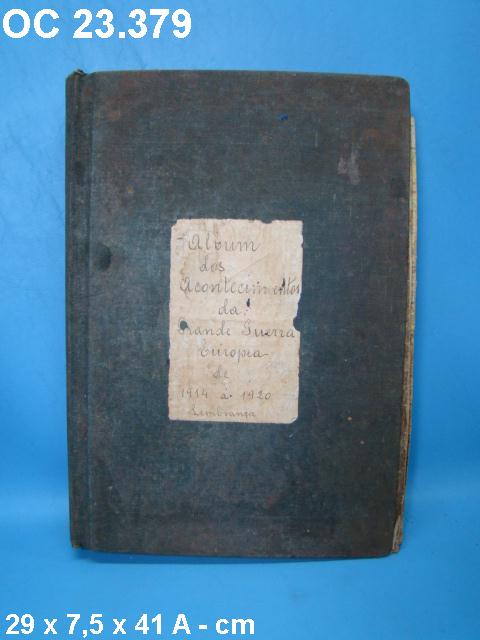 OC 23.379
Album
dos
Acontecimentos
da:
Grande Guerra
Europea
de
1914 á 1920
Lembrança
29 x 7,5 x 41 A - cm